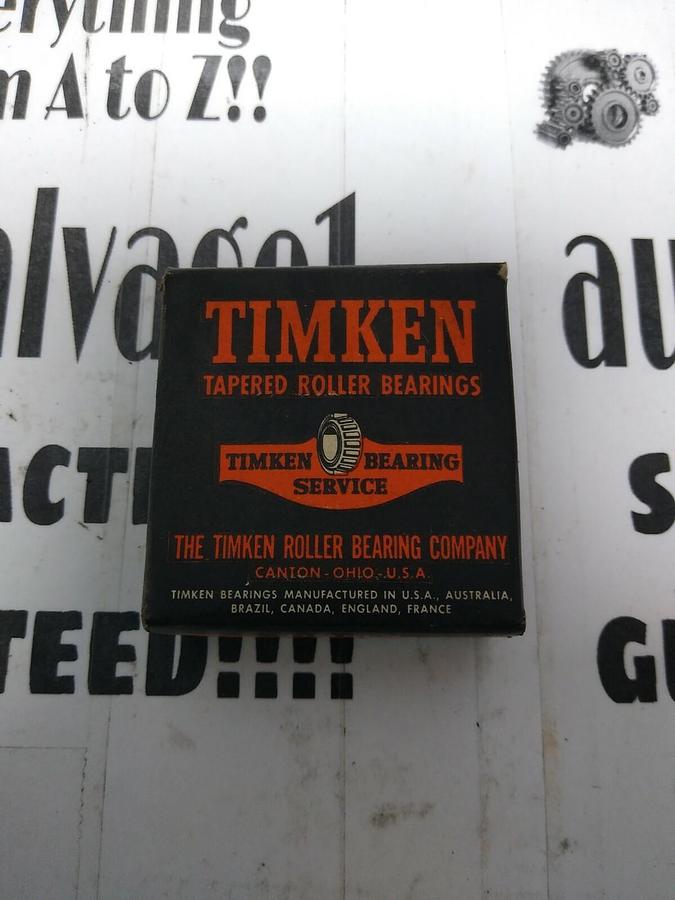 m A to Z!!
TIMKEN
TAPERED ROLLER BEARINGS
TIMKEN BEARING
SERVICE
THE TIMKEN ROLLER BEARING COMPANY
CANTON - OHIO - U.S.A.
TIMKEN BEARINGS MANUFACTURED IN U.S.A., AUSTRALIA,
BRAZIL, CANADA, ENGLAND, FRANCE
TEED!!!!!